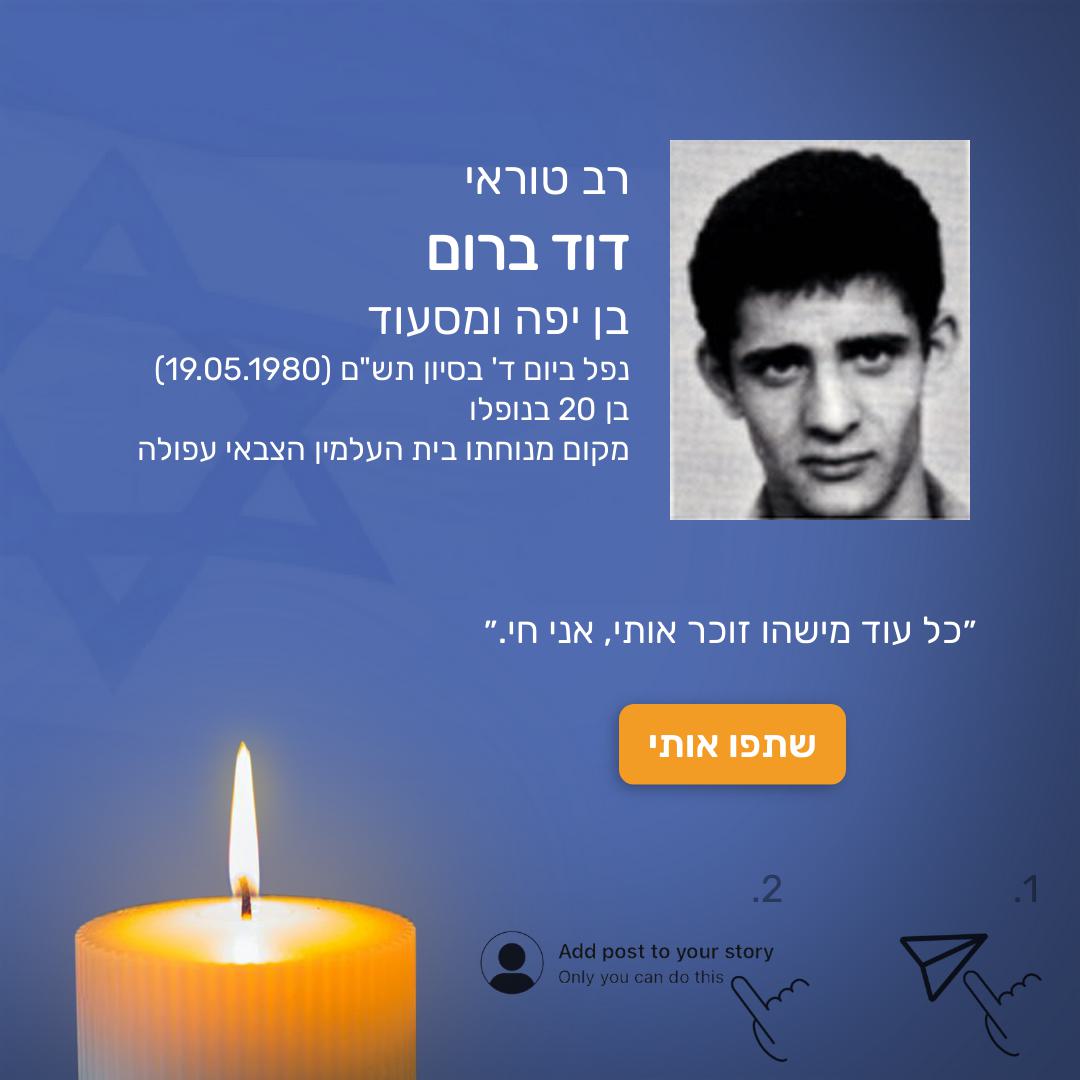 רב טוראי
דוד ברום
בן יפה ומסעוד
נפל ביום ד' בסיון תש"ם (19.05.1980)
בן 20 בנופלו
מקום מנוחתו בית העלמין הצבאי עפולה
״כל עוד מישהו זוכר אותי, אני חי.״
שתפו אותי
1.
2.
Add post to your story
Only you can do this